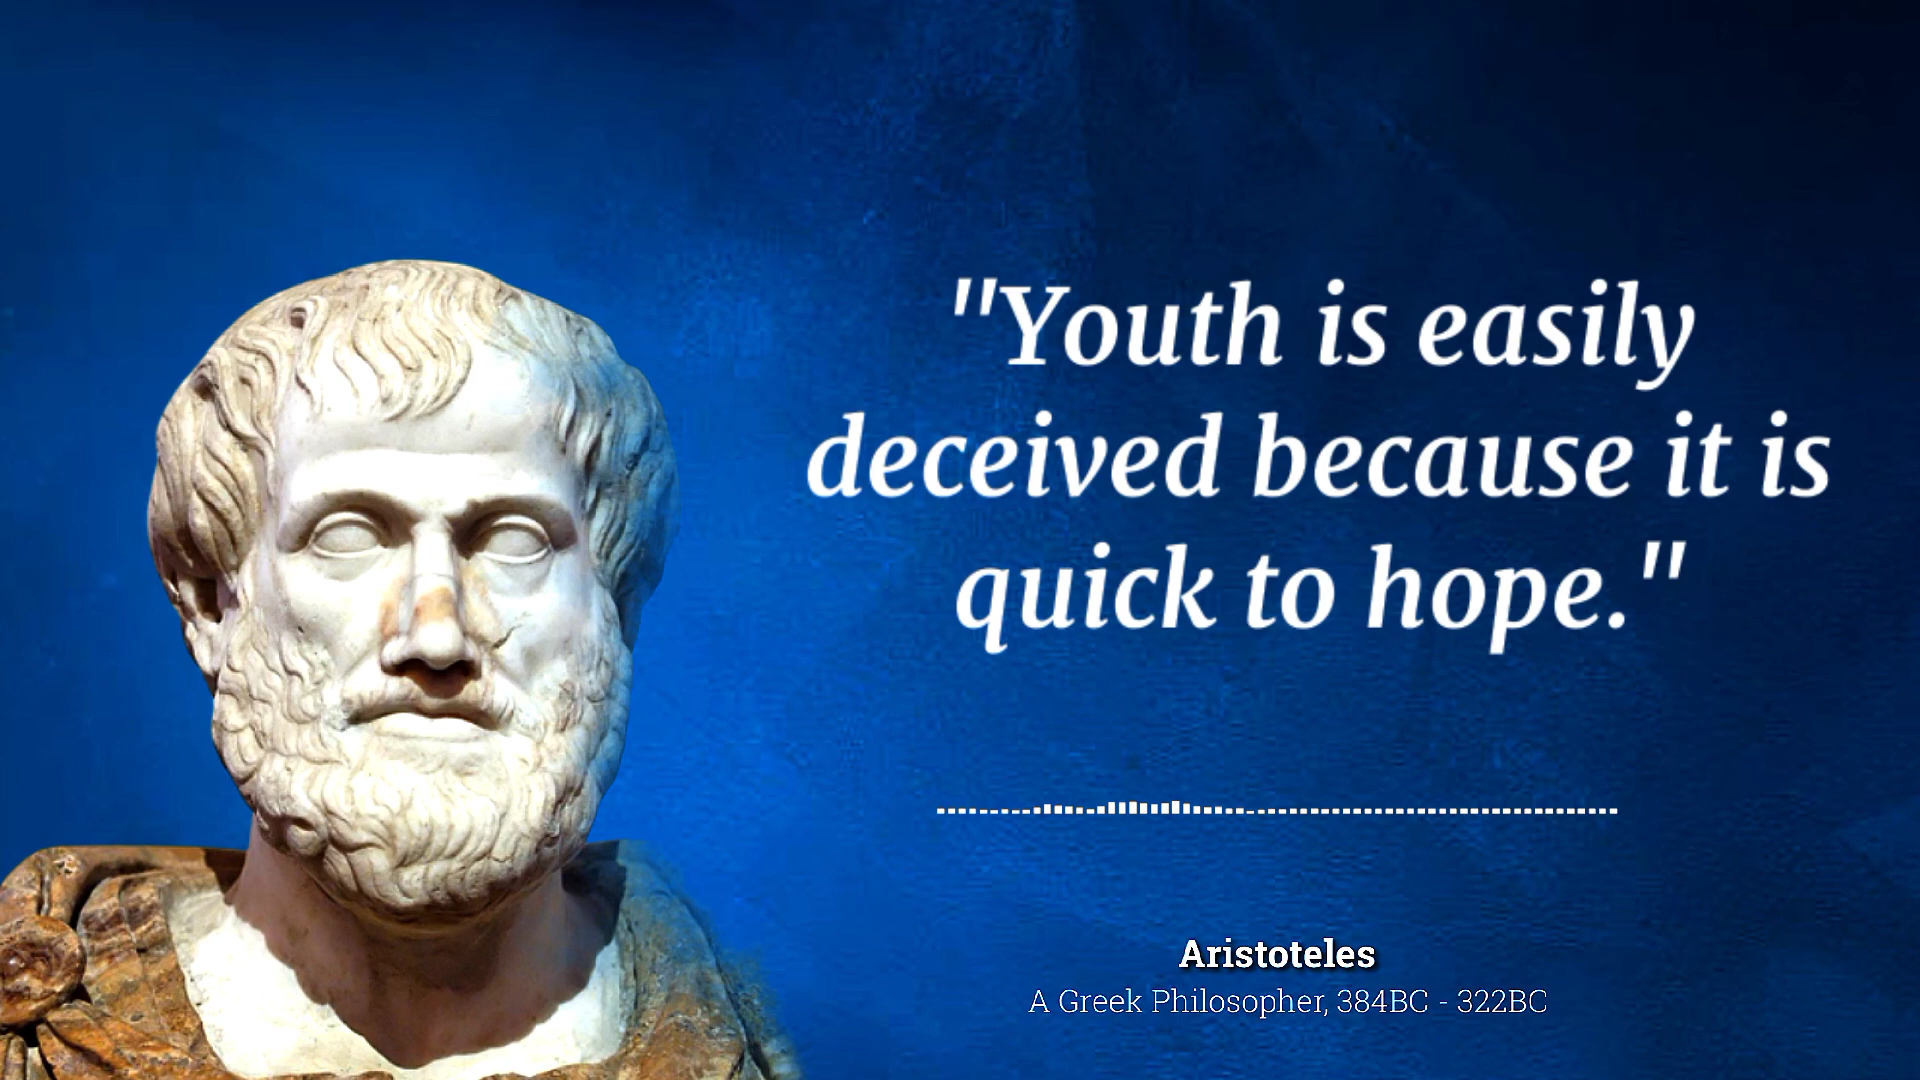 "Youth is easily
deceived because it is
quick to hope."
Aristoteles
A Greek Philosopher, 384BC - 322BC